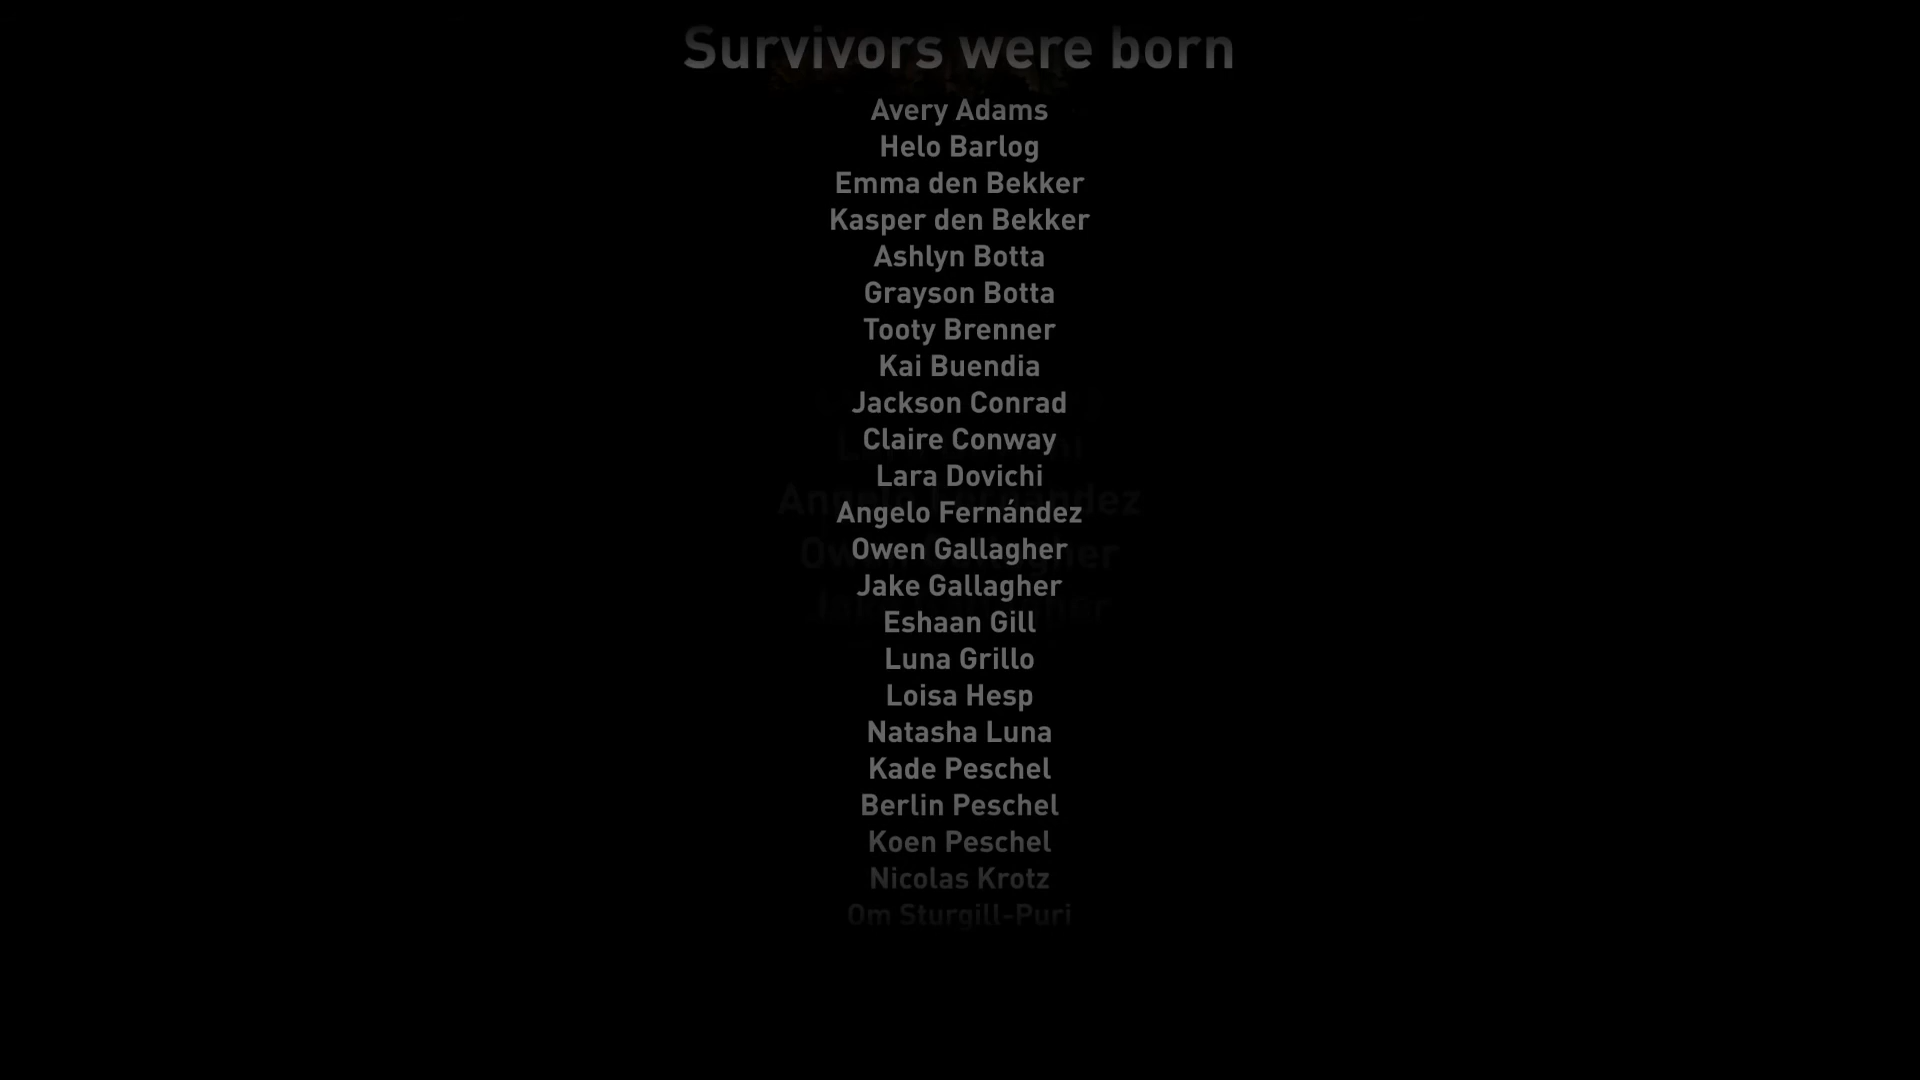 Survivors were born
Avery Adams
Helo Barlog
Emma den Bekker
Kasper den Bekker
Ashlyn Botta
Grayson Botta
Tooty Brenner
Kai Buendia
Jackson Conrad
Claire Conway
Lara Dovichi
Angelo Fernández
Owen Gallagher
Jake Gallagher
Eshaan Gill
Luna Grillo
Loisa Hesp
Natasha Luna
Kade Peschel
Berlin Peschel
Koen Peschel
Nicolas Krotz
Om Sturgill-Puri